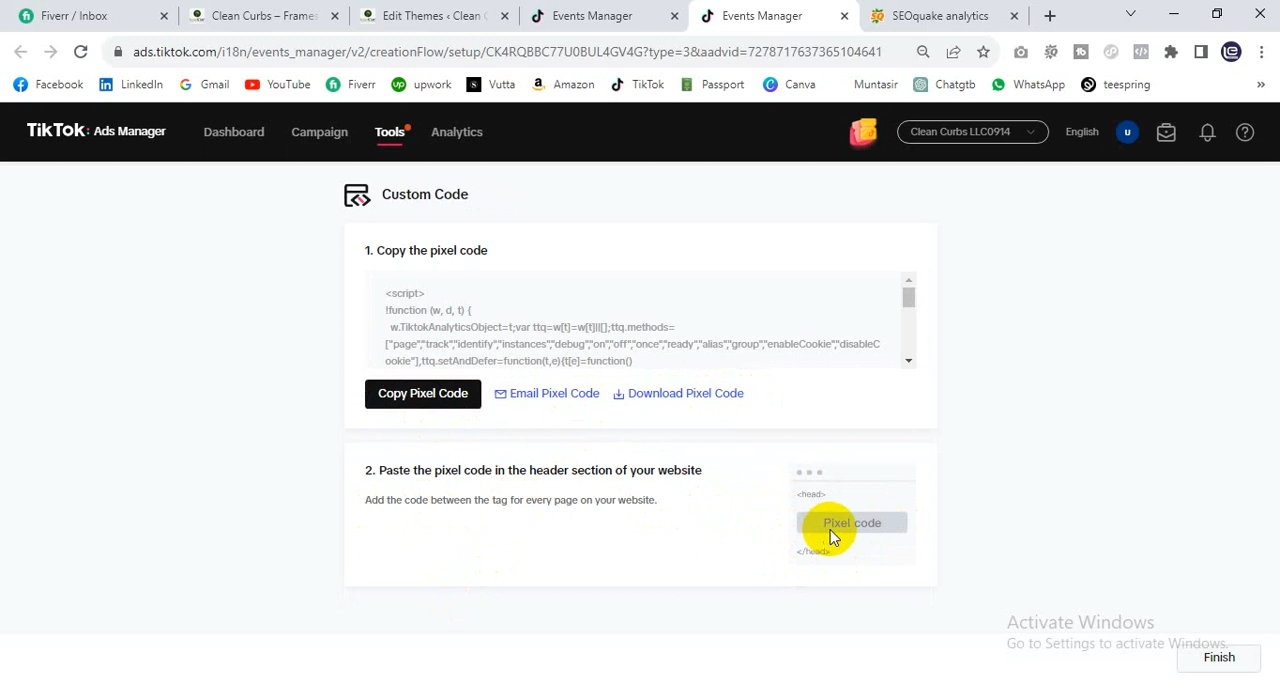 Fiverr / Inbox
Clean Curbs – Frames
Edit Themes ‹ Clean C
Events Manager
Events Manager
SEOquake analytics
ads.tiktok.com/i18n/events_manager/v2/creationFlow/setup/CK4RQBBC77U0BUL4GV4G?type=3&aadvid=7278717637365104641
Facebook
LinkedIn
Gmail
YouTube
Fiverr
upwork
Vutta
Amazon
TikTok
Passport
Canva
Muntasir
Chatgtb
WhatsApp
teespring
»
TikTok: Ads Manager
Dashboard
Campaign
Tools
Analytics
Clean Curbs LLC0914
English
u
Custom Code
1. Copy the pixel code
<script>
!function (w, d, t) {
w.TiktokAnalyticsObject=t;var ttq=w[t]=w[t]||[];ttq.methods=
["page","track","identify","instances","debug","on","off","once","ready","alias","group","enableCookie","disableC
ookie"],ttq.setAndDefer=function(t,e){t[e]=function()
Copy Pixel Code
Email Pixel Code
Download Pixel Code
2. Paste the pixel code in the header section of your website
Add the code between the tag for every page on your website.
<head>
Pixel code
</head>
Activate Windows
Go to Settings to activate Windows.
Finish